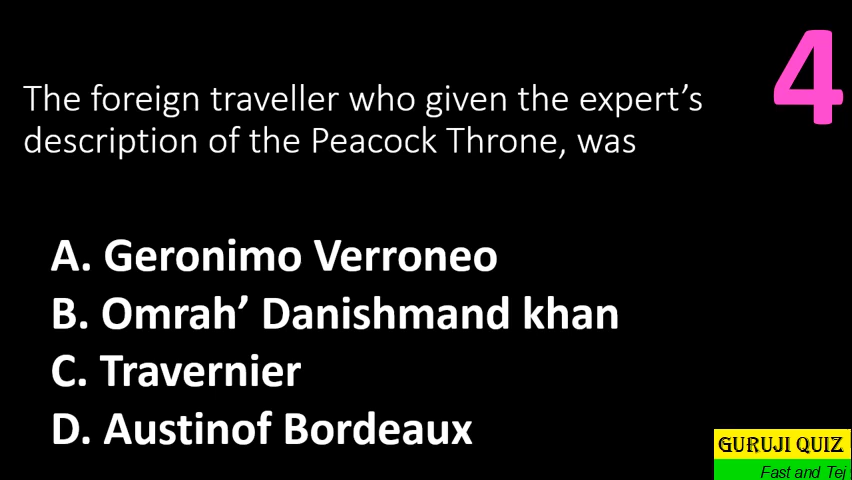 4
The foreign traveller who given the expert’s
description of the Peacock Throne, was
A. Geronimo Verroneo
B. Omrah’ Danishmand khan
C. Travernier
D. Austinof Bordeaux
GURUJI QUIZ
Fast and Tej